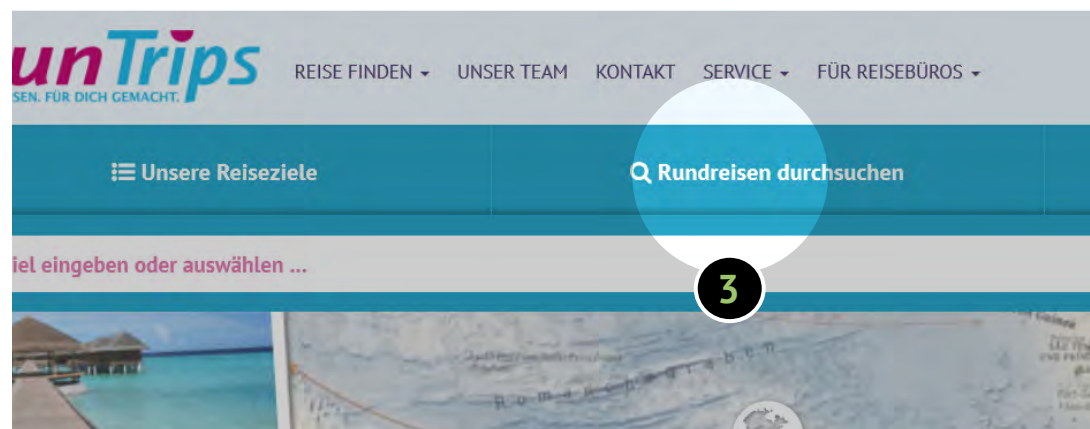 unTrips
SEN. FÜR DICH GEMACHT.
REISE FINDEN UNSER TEAM KONTAKT SERVICE FÜR REISEBÜROS
Unsere Reiseziele
Rundreisen durchsuchen
iel eingeben oder auswählen ...
3
Romanchegraben